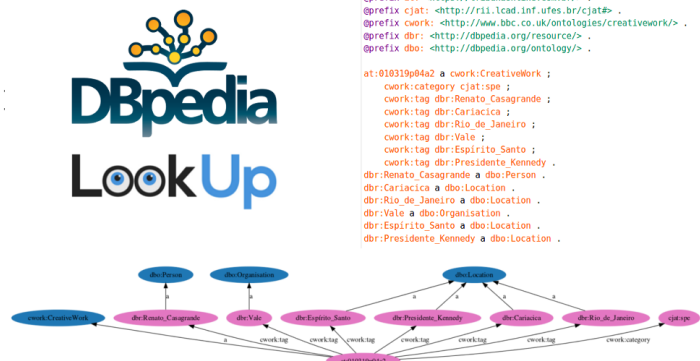 @prefix cjat: <http://rii.lcad.inf.ufes.br/cjat#> .
@prefix cwork: <http://www.bbc.co.uk/ontologies/creativework/> .
@prefix dbr: <http://dbpedia.org/resource/> .
@prefix dbo: <http://dbpedia.org/ontology/> .
at:010319p04a2 a cwork:CreativeWork ;
cwork:category cjat:spe ;
cwork:tag dbr:Renato_Casagrande ;
cwork:tag dbr:Cariacica ;
cwork:tag dbr:Rio_de_Janeiro ;
cwork:tag dbr:Vale ;
cwork:tag dbr:Espírito_Santo ;
cwork:tag dbr:Presidente_Kennedy .
dbr:Renato_Casagrande a dbo:Person .
dbr:Cariacica a dbo:Location .
dbr:Rio_de_Janeiro a dbo:Location .
dbr:Vale a dbo:Organisation .
dbr:Espírito_Santo a dbo:Location .
dbr:Presidente_Kennedy a dbo:Location .
DBpedia
LookUp
dbo:Person dbo:Organisation dbo:Location
a a a a a a
cwork:CreativeWork dbr:Renato_Casagrande dbr:Vale dbr:Espírito_Santo dbr:Presidente_Kennedy dbr:Cariacica dbr:Rio_de_Janeiro cjat:spe
a cwork:tag cwork:tag cwork:tag cwork:tag cwork:tag cwork:tag cwork:category
at:010319p04a2